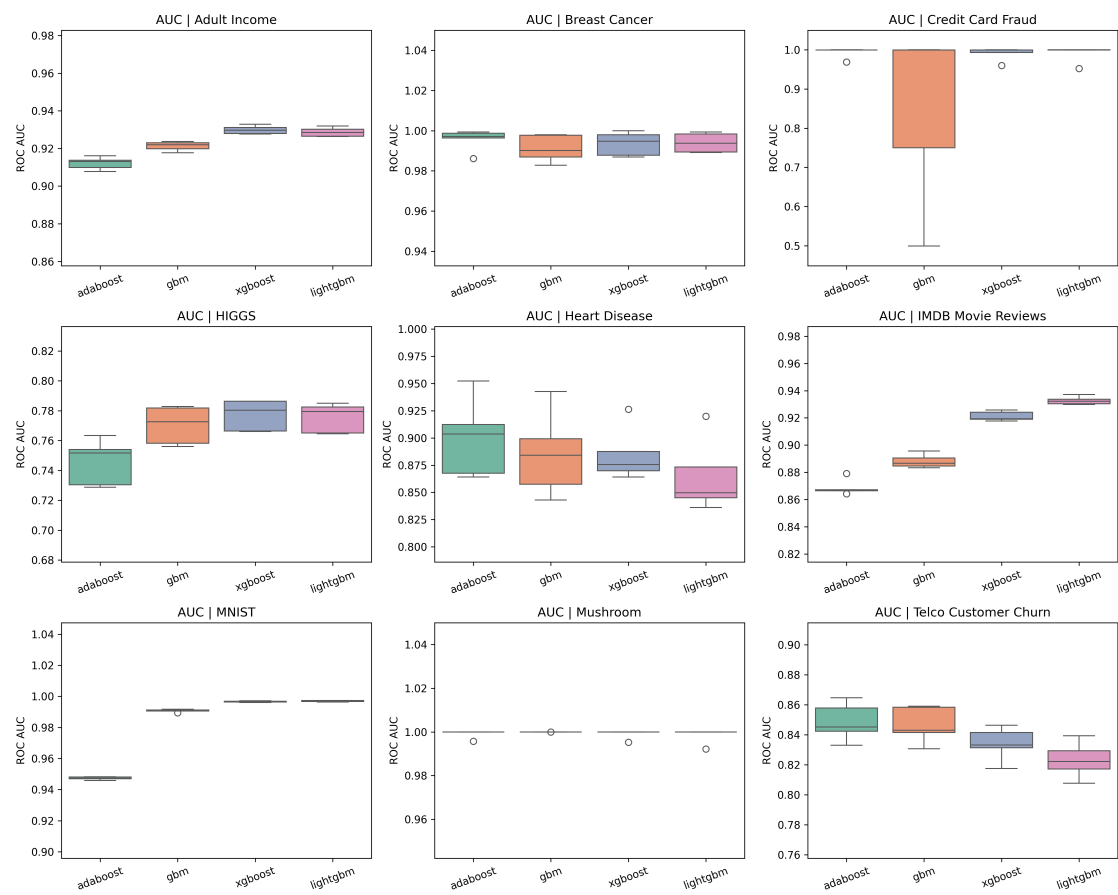 AUC | Adult Income
ROC AUC
0.98
0.96
0.94
0.92
0.90
0.88
0.86
adaboost
gbm
xgboost
lightgbm
AUC | Breast Cancer
ROC AUC
1.04
1.02
1.00
0.98
0.96
0.94
adaboost
gbm
xgboost
lightgbm
AUC | Credit Card Fraud
ROC AUC
1.0
0.9
0.8
0.7
0.6
0.5
adaboost
gbm
xgboost
lightgbm
AUC | HIGGS
ROC AUC
0.82
0.80
0.78
0.76
0.74
0.72
0.70
0.68
adaboost
gbm
xgboost
lightgbm
AUC | Heart Disease
ROC AUC
1.000
0.975
0.950
0.925
0.900
0.875
0.850
0.825
0.800
adaboost
gbm
xgboost
lightgbm
AUC | IMDB Movie Reviews
ROC AUC
0.98
0.96
0.94
0.92
0.90
0.88
0.86
0.84
0.82
adaboost
gbm
xgboost
lightgbm
AUC | MNIST
ROC AUC
1.04
1.02
1.00
0.98
0.96
0.94
0.92
0.90
adaboost
gbm
xgboost
lightgbm
AUC | Mushroom
ROC AUC
1.04
1.02
1.00
0.98
0.96
adaboost
gbm
xgboost
lightgbm
AUC | Telco Customer Churn
ROC AUC
0.90
0.88
0.86
0.84
0.82
0.80
0.78
0.76
adaboost
gbm
xgboost
lightgbm